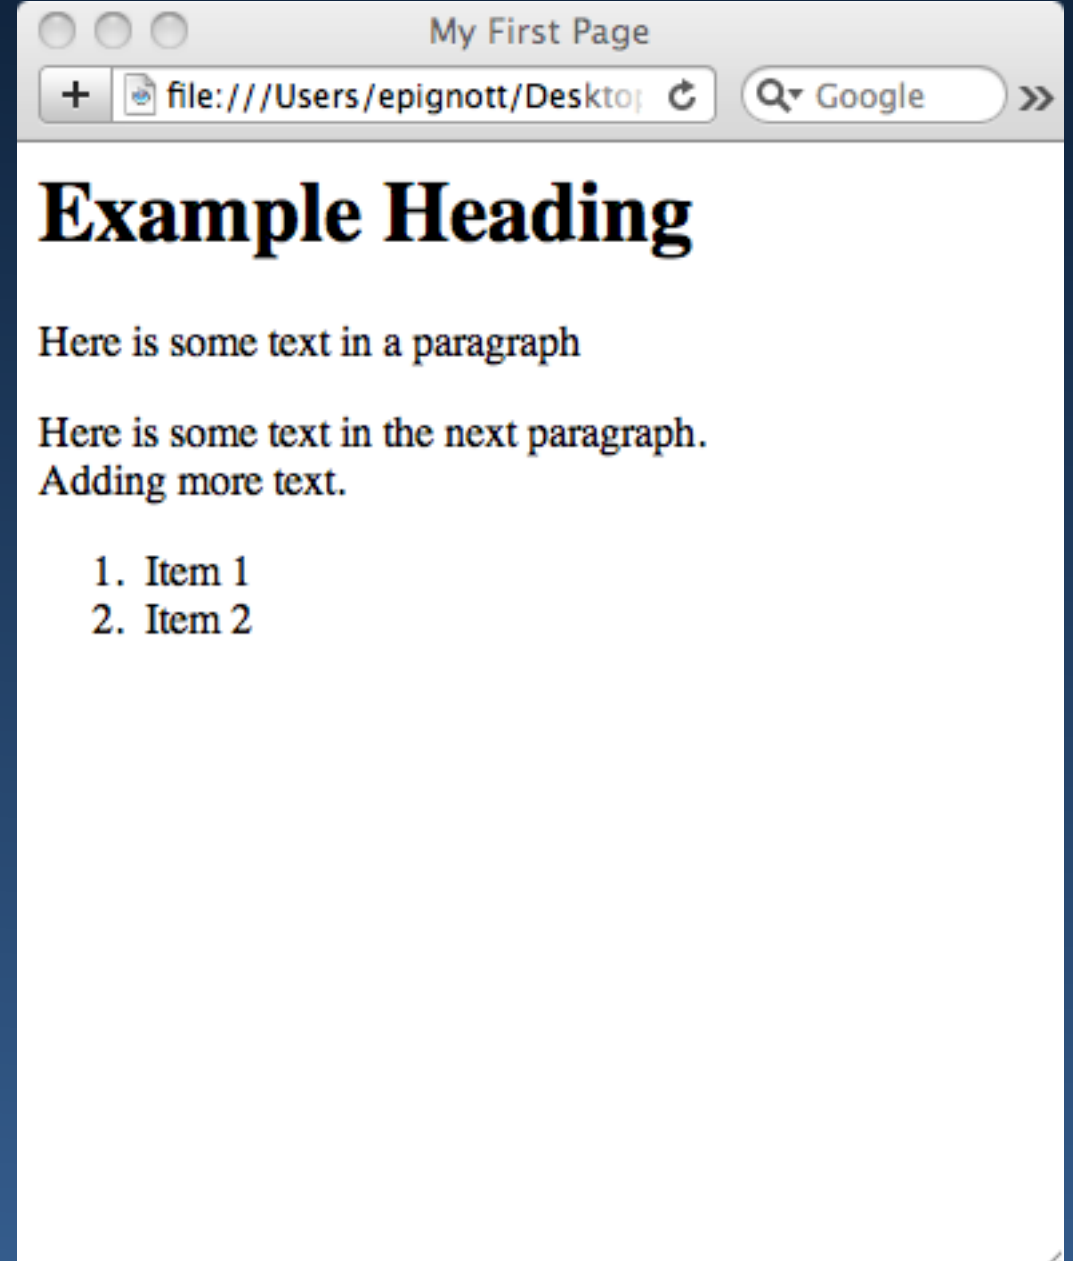 My First Page
file:///Users/epignott/Desktop
Google
Example Heading
Here is some text in a paragraph
Here is some text in the next paragraph.
Adding more text.
1. Item 1
2. Item 2